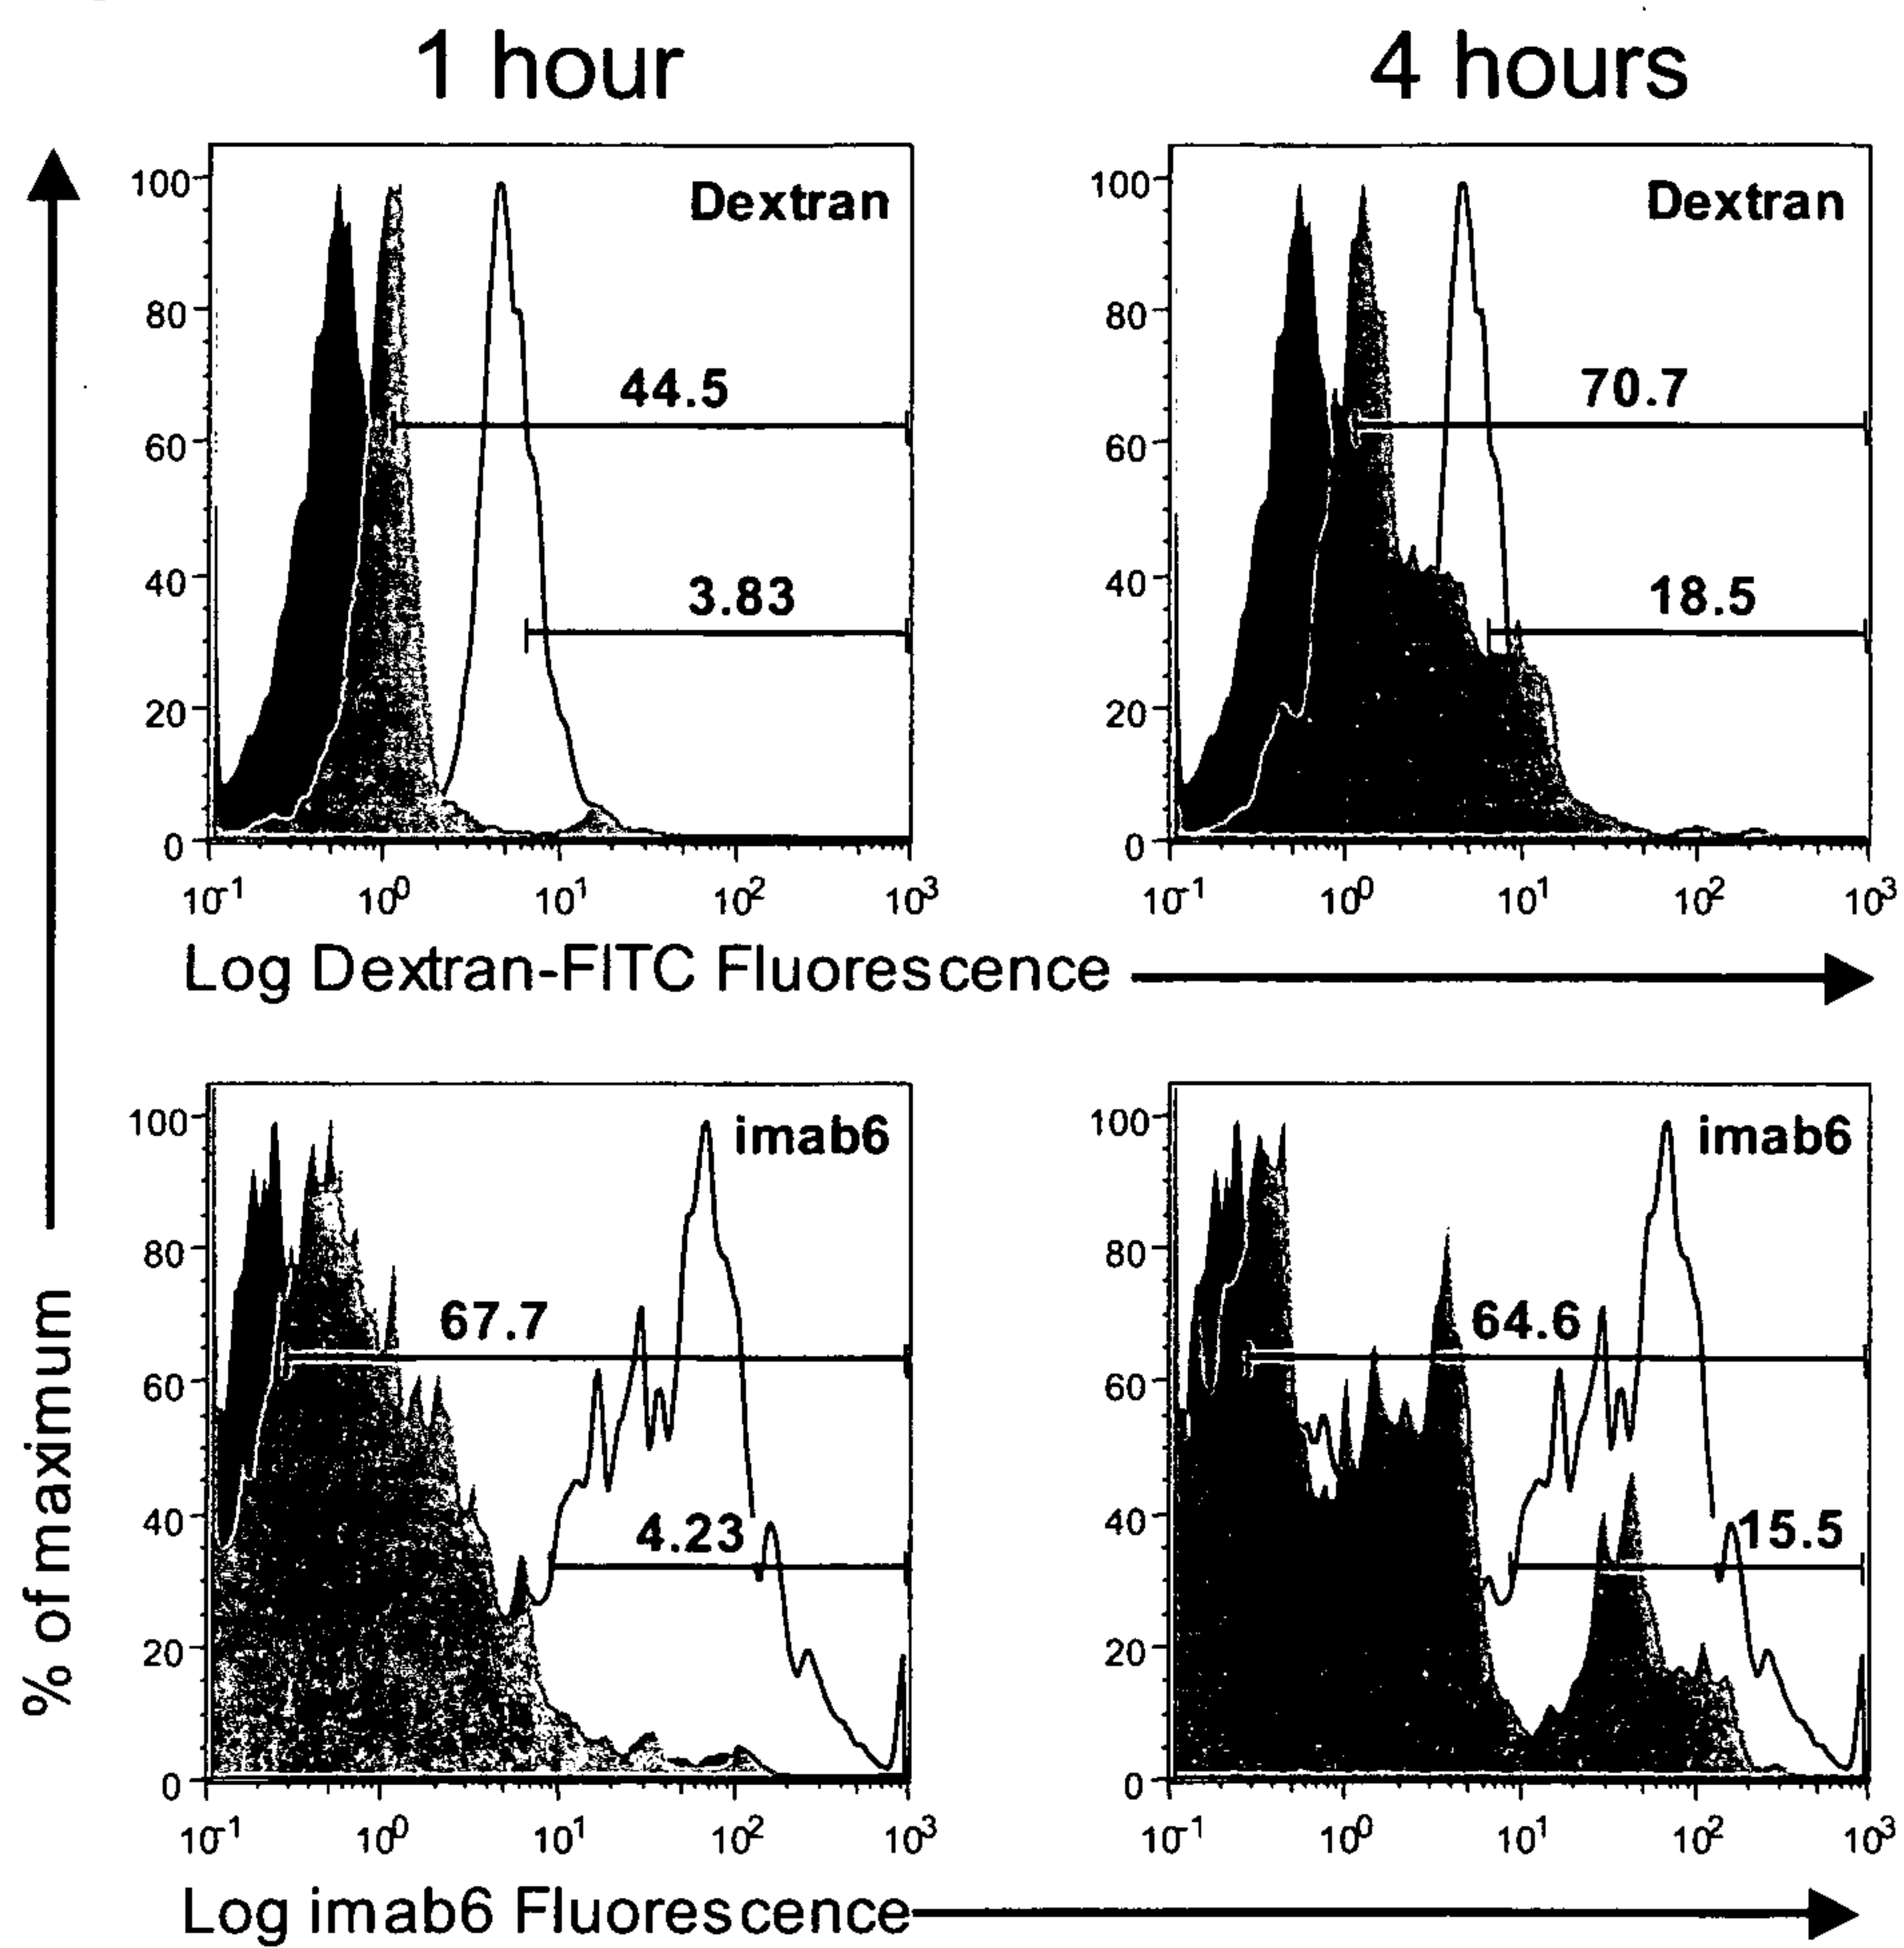 1 hour
4 hours
% of maximum
Dextran
100
80
60
40
20
0
44.5
3.83
10-1 100 101 102 103
Dextran
100
80
60
40
20
0
70.7
18.5
10-1 100 101 102 103
Log Dextran-FITC Fluorescence
imab6
100
80
60
40
20
0
67.7
4.23
10-1 100 101 102 103
imab6
100
80
60
40
20
0
64.6
15.5
10-1 100 101 102 103
Log imab6 Fluorescence